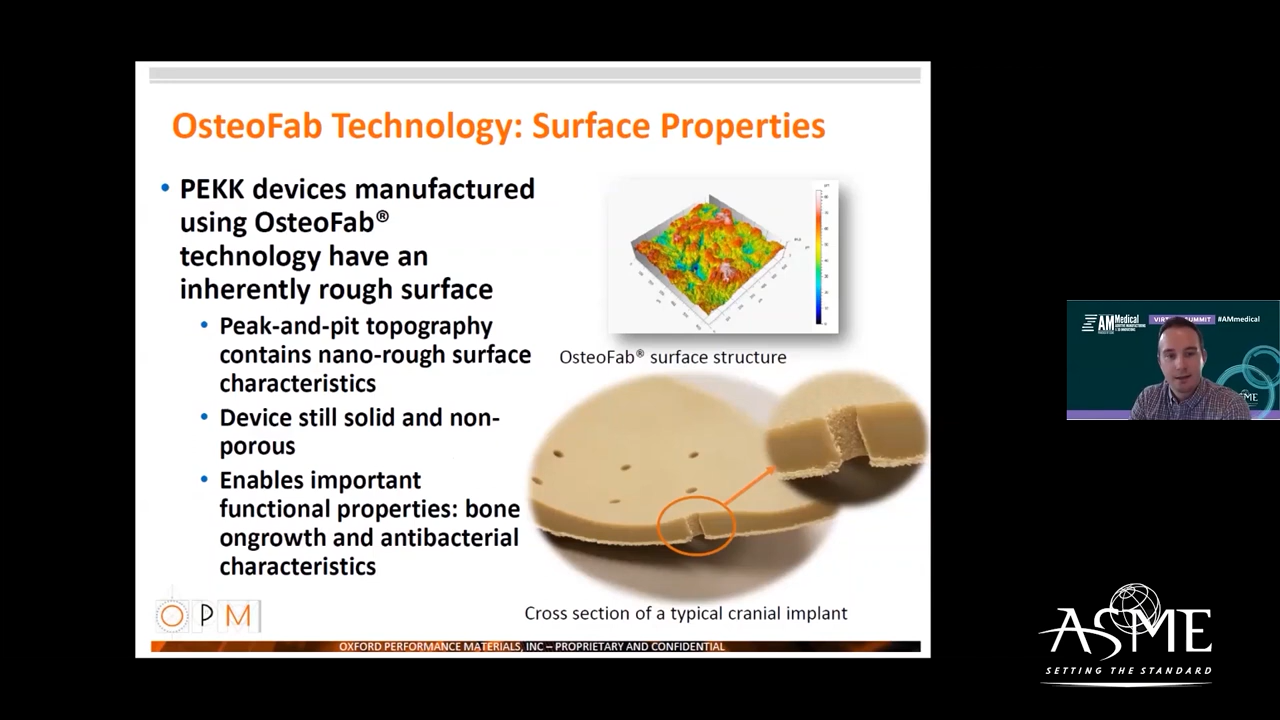 OsteoFab Technology: Surface Properties
• PEKK devices manufactured
using OsteoFab®
technology have an
inherently rough surface
• Peak-and-pit topography
contains nano-rough surface
characteristics
• Device still solid and non-
porous
• Enables important
functional properties: bone
ongrowth and antibacterial
characteristics
OsteoFab® surface structure
Cross section of a typical cranial implant
OPM
OXFORD PERFORMANCE MATERIALS, INC – PROPRIETARY AND CONFIDENTIAL
AMMedical
#AMmedical
ASME
SETTING THE STANDARD